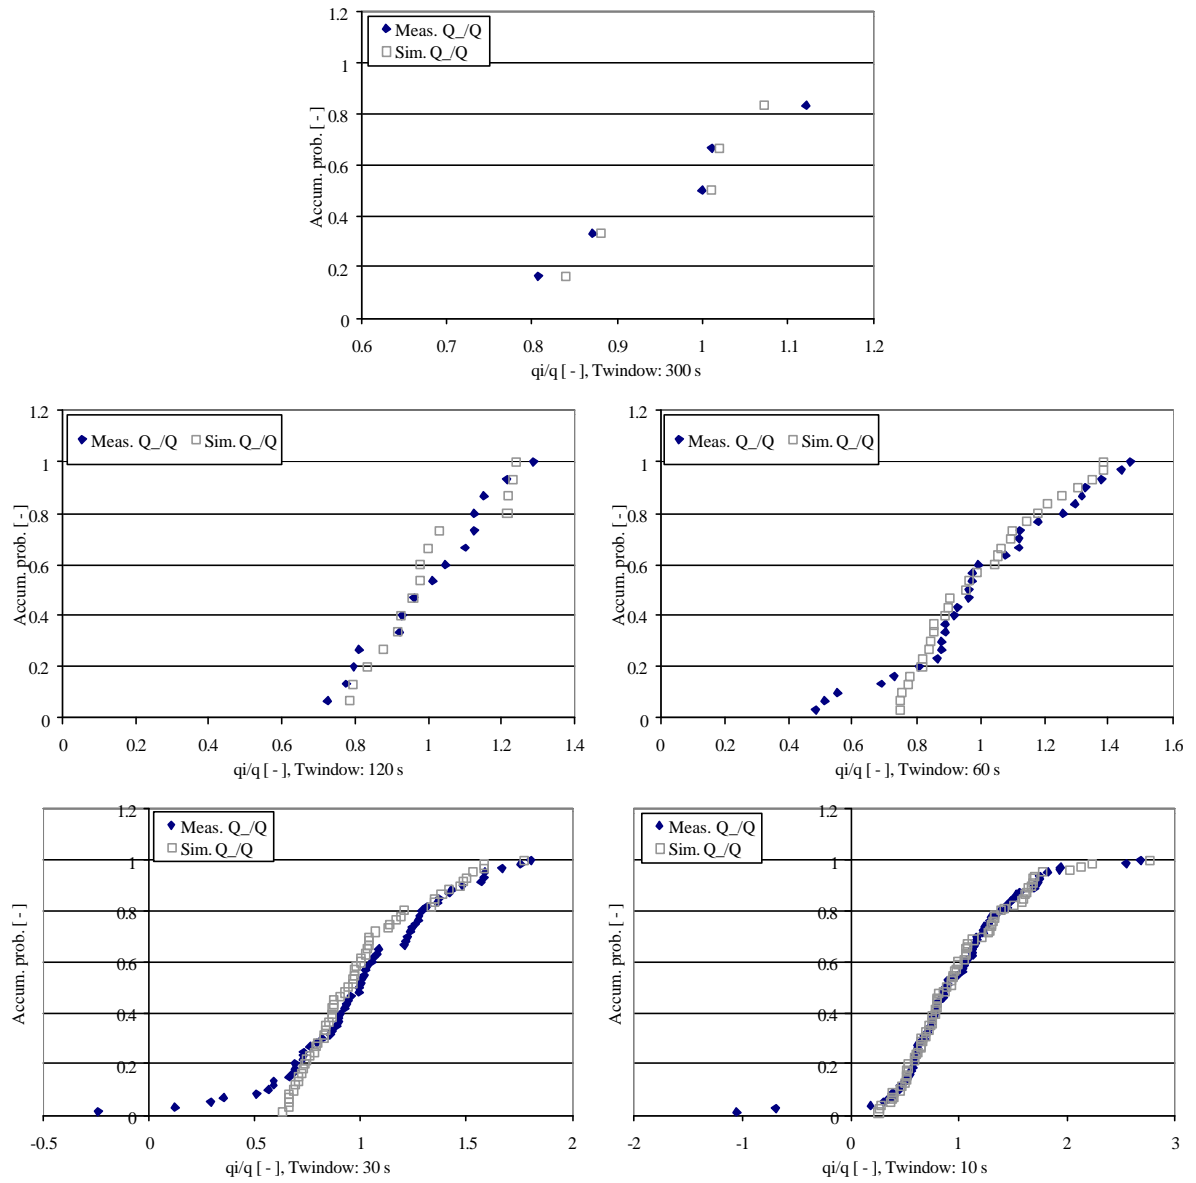 Meas. Q_/Q
Sim. Q_/Q
Accum. prob. [ - ]
1.2
1
0.8
0.6
0.4
0.2
0
0.6 0.7 0.8 0.9 1 1.1 1.2
qi/q [ - ], Twindow: 300 s
Meas. Q_/Q Sim. Q_/Q
Accum. prob. [ - ]
1.2
1
0.8
0.6
0.4
0.2
0
0 0.2 0.4 0.6 0.8 1 1.2 1.4
qi/q [ - ], Twindow: 120 s
Meas. Q_/Q Sim. Q_/Q
Accum. prob. [ - ]
1.2
1
0.8
0.6
0.4
0.2
0
0 0.2 0.4 0.6 0.8 1 1.2 1.4 1.6
qi/q [ - ], Twindow: 60 s
Meas. Q_/Q
Sim. Q_/Q
Accum. prob. [ - ]
1.2
1
0.8
0.6
0.4
0.2
0
-0.5 0 0.5 1 1.5 2
qi/q [ - ], Twindow: 30 s
Meas. Q_/Q
Sim. Q_/Q
Accum. prob. [ - ]
1.2
1
0.8
0.6
0.4
0.2
0
-2 -1 0 1 2 3
qi/q [ - ], Twindow: 10 s